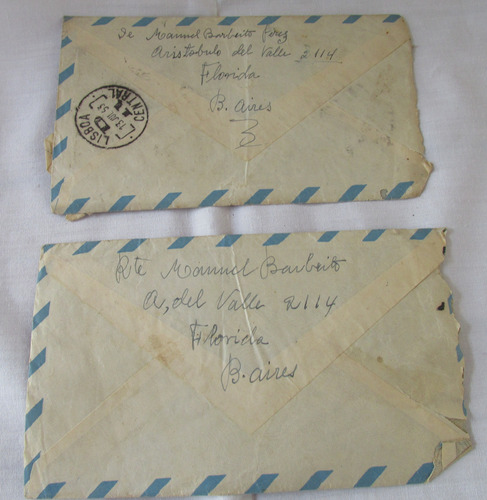 De Manuel Barbeito Perez
Aristobulo del Valle 2114
Florida
B. Aires
LISBOA
CENTRAL
Rte Manuel Barbeito
A, del Valle 2114
Florida
B. aires